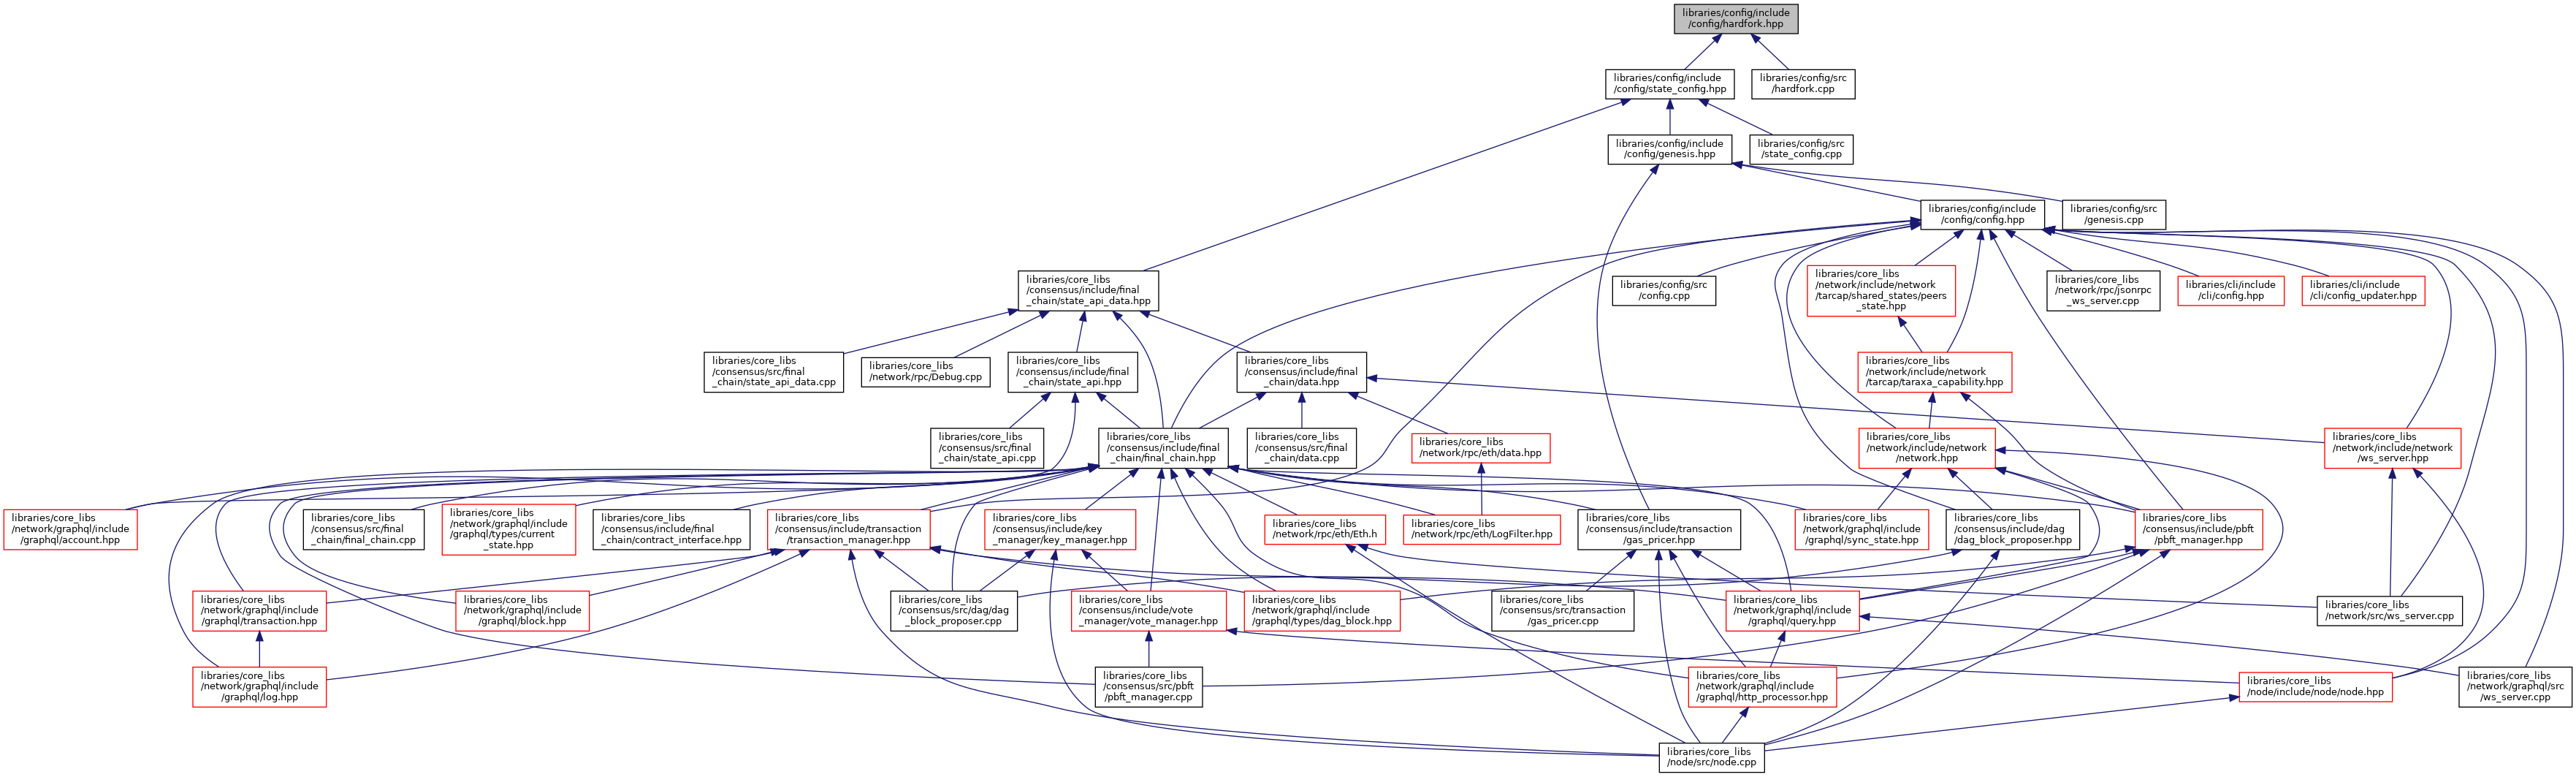 libraries/config/include
/config/hardfork.hpp
libraries/config/include
/config/state_config.hpp
libraries/config/src
/hardfork.cpp
libraries/config/include
/config/genesis.hpp
libraries/config/src
/state_config.cpp
libraries/config/include
/config/config.hpp
libraries/config/src
/genesis.cpp
libraries/core_libs
/consensus/include/final
_chain/state_api_data.hpp
libraries/config/src
/config.cpp
libraries/core_libs
/network/include/network
/tarcap/shared_states/peers
_state.hpp
libraries/core_libs
/network/rpc/jsonrpc
_ws_server.cpp
libraries/cli/include
/cli/config.hpp
libraries/cli/include
/cli/config_updater.hpp
libraries/core_libs
/consensus/src/final
_chain/state_api_data.cpp
libraries/core_libs
/network/rpc/Debug.cpp
libraries/core_libs
/consensus/include/final
_chain/state_api.hpp
libraries/core_libs
/consensus/include/final
_chain/data.hpp
libraries/core_libs
/network/include/network
/tarcap/taraxa_capability.hpp
libraries/core_libs
/consensus/src/final
_chain/state_api.cpp
libraries/core_libs
/consensus/include/final
_chain/final_chain.hpp
libraries/core_libs
/consensus/src/final
_chain/data.cpp
libraries/core_libs
/network/rpc/eth/data.hpp
libraries/core_libs
/network/include/network
/network.hpp
libraries/core_libs
/network/include/network
/ws_server.hpp
libraries/core_libs
/network/graphql/include
/graphql/account.hpp
libraries/core_libs
/consensus/src/final
_chain/final_chain.cpp
libraries/core_libs
/network/graphql/include
/graphql/types/current
_state.hpp
libraries/core_libs
/consensus/include/final
_chain/contract_interface.hpp
libraries/core_libs
/consensus/include/transaction
/transaction_manager.hpp
libraries/core_libs
/consensus/include/key
_manager/key_manager.hpp
libraries/core_libs
/network/rpc/eth/Eth.h
libraries/core_libs
/network/rpc/eth/LogFilter.hpp
libraries/core_libs
/consensus/include/transaction
/gas_pricer.hpp
libraries/core_libs
/network/graphql/include
/graphql/sync_state.hpp
libraries/core_libs
/consensus/include/dag
/dag_block_proposer.hpp
libraries/core_libs
/consensus/include/pbft
/pbft_manager.hpp
libraries/core_libs
/network/graphql/include
/graphql/transaction.hpp
libraries/core_libs
/network/graphql/include
/graphql/block.hpp
libraries/core_libs
/consensus/src/dag/dag
_block_proposer.cpp
libraries/core_libs
/consensus/include/vote
_manager/vote_manager.hpp
libraries/core_libs
/network/graphql/include
/graphql/types/dag_block.hpp
libraries/core_libs
/consensus/src/transaction
/gas_pricer.cpp
libraries/core_libs
/network/graphql/include
/graphql/query.hpp
libraries/core_libs
/network/src/ws_server.cpp
libraries/core_libs
/network/graphql/include
/graphql/log.hpp
libraries/core_libs
/consensus/src/pbft
/pbft_manager.cpp
libraries/core_libs
/network/graphql/include
/graphql/http_processor.hpp
libraries/core_libs
/node/include/node/node.hpp
libraries/core_libs
/network/graphql/src
/ws_server.cpp
libraries/core_libs
/node/src/node.cpp